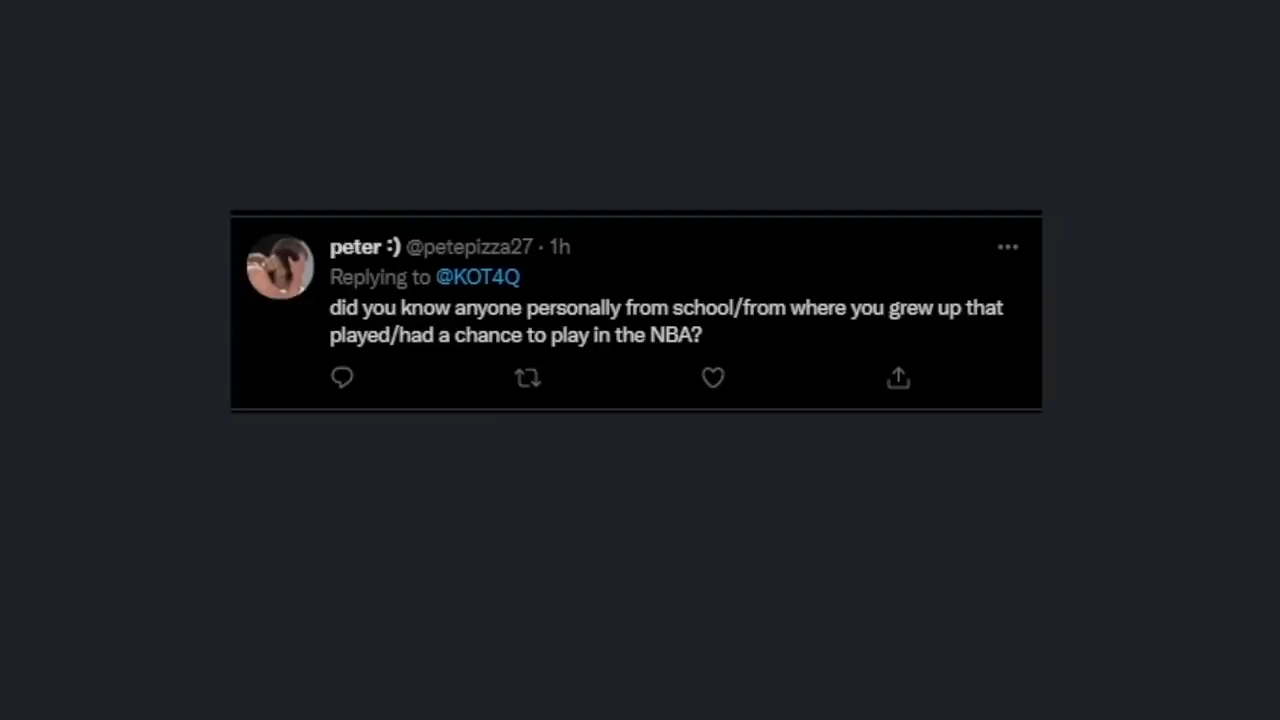 peter :) @petepizza27 · 1h
Replying to @KOT4Q
did you know anyone personally from school/from where you grew up that
played/had a chance to play in the NBA?